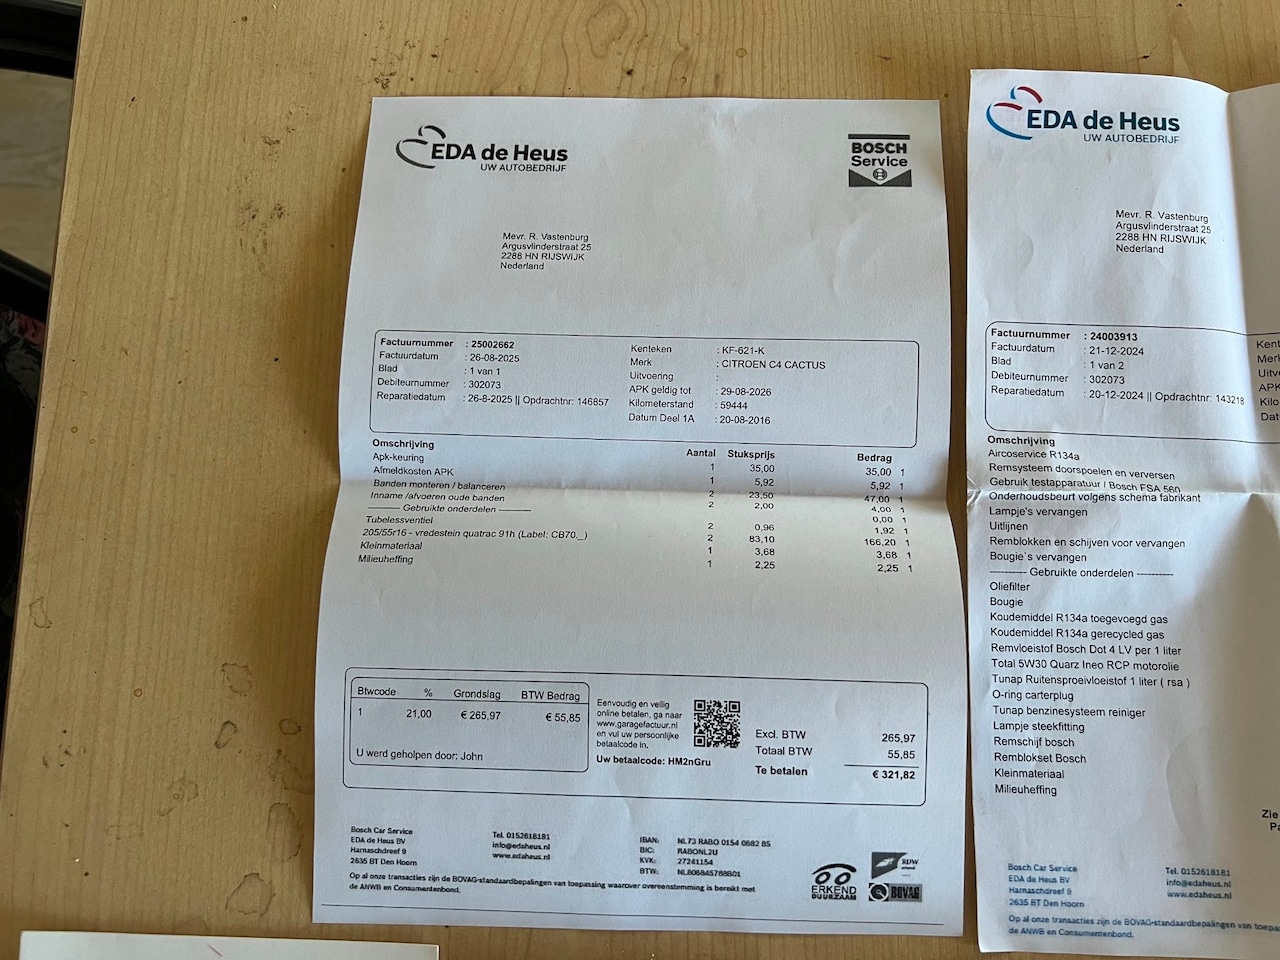 EDA de Heus
UW AUTOBEDRIJF
BOSCH
Service
Mevr. R. Vastenburg
Argusvlinderstraat 25
2288 HN RIJSWIJK
Nederland
Factuurnummer : 25002662
Factuurdatum : 26-08-2025
Blad : 1 van 1
Debiteurnummer : 302073
Reparatiedatum : 26-8-2025 || Opdrachtnr: 146857
Kenteken : KF-621-K
Merk : CITROEN C4 CACTUS
Uitvoering :
APK geldig tot : 29-08-2026
Kilometerstand : 59444
Datum Deel 1A : 20-08-2016
Omschrijving Aantal Stuksprijs Bedrag
Apk-keuring 1 35,00 35,00 1
Afmeldkosten APK 1 5,92 5,92 1
Banden monteren / balanceren 2 23,50 47,00 1
Inname /afvoeren oude banden 2 2,00 4,00 1
---------- Gebruikte onderdelen ---------- 0,00 1
Tubelessventiel 2 0,96 1,92 1
205/55r16 - vredestein quatrac 91h (Label: CB70._) 2 83,10 166,20 1
Kleinmateriaal 1 3,68 3,68 1
Milieuheffing 1 2,25 2,25 1
Btwcode % Grondslag BTW Bedrag
1 21,00 € 265,97 € 55,85
U werd geholpen door: John
Eenvoudig en veilig
online betalen, ga naar
www.garagefactuur.nl
en vul uw persoonlijke
betaalcode in.
Uw betaalcode: HM2nGru
Excl. BTW 265,97
Totaal BTW 55,85
Te betalen € 321,82
Bosch Car Service
EDA de Heus BV
Harnaschdreef 9
2635 BT Den Hoorn
Tel. 0152618181
info@edaheus.nl
www.edaheus.nl
IBAN: NL73 RABO 0154 0882 85
BIC: RABONL2U
KVK: 27241154
BTW: NL806845788B01
Op al onze transacties zijn de BOVAG-standaardbepalingen van toepassing waarover overeenstemming is bereikt met
de ANWB en Consumentenbond.
ERKEND
DUURZAAM
RDW
BOVAG
EDA de Heus
UW AUTOBEDRIJF
Mevr. R. Vastenburg
Argusvlinderstraat 25
2288 HN RIJSWIJK
Nederland
Factuurnummer : 24003913
Factuurdatum : 21-12-2024
Blad : 1 van 2
Debiteurnummer : 302073
Reparatiedatum : 20-12-2024 || Opdrachtnr: 143218
Kent
Merk
Uitvo
APK
Kilo
Dat
Omschrijving
Aircoservice R134a
Remsysteem doorspoelen en verversen
Gebruik testapparatuur / Bosch FSA 560
Onderhoudsbeurt volgens schema fabrikant
Lampje's vervangen
Uitlijnen
Remblokken en schijven voor vervangen
Bougie`s vervangen
---------- Gebruikte onderdelen ----------
Oliefilter
Bougie
Koudemiddel R134a toegevoegd gas
Koudemiddel R134a gerecycled gas
Remvloeistof Bosch Dot 4 LV per 1 liter
Total 5W30 Quarz Ineo RCP motorolie
Tunap Ruitensproeivloeistof 1 liter ( rsa )
O-ring carterplug
Tunap benzinesysteem reiniger
Lampje steekfitting
Remschijf bosch
Remblokset Bosch
Kleinmateriaal
Milieuheffing
Zie
Pa
Bosch Car Service
EDA de Heus BV
Harnaschdreef 9
2635 BT Den Hoorn
Tel. 0152618181
info@edaheus.nl
www.edaheus.nl
Op al onze transacties zijn de BOVAG-standaardbepalingen van toepa
de ANWB en Consumentenbond.